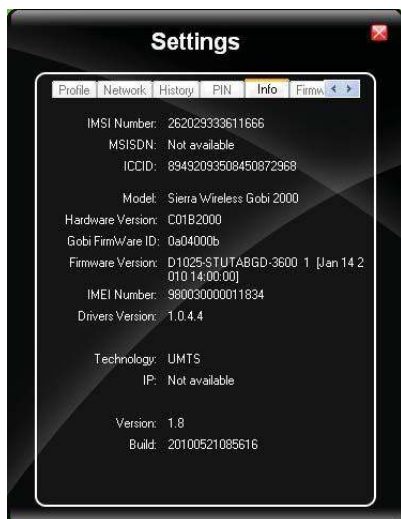 Settings
Profile Network History PIN Info Firmw
IMSI Number: 262029333611666
MSISDN: Not available
ICCID: 89492093508450872968
Model: Sierra Wireless Gobi 2000
Hardware Version: C01B2000
Gobi FirmWare ID: 0a04000b
Firmware Version: D1025-STUTABGD-3600 1 [Jan 14 2
010 14:00:00]
IMEI Number: 980030000011834
Drivers Version: 1.0.4.4
Technology: UMTS
IP: Not available
Version: 1.8
Build: 20100521085616